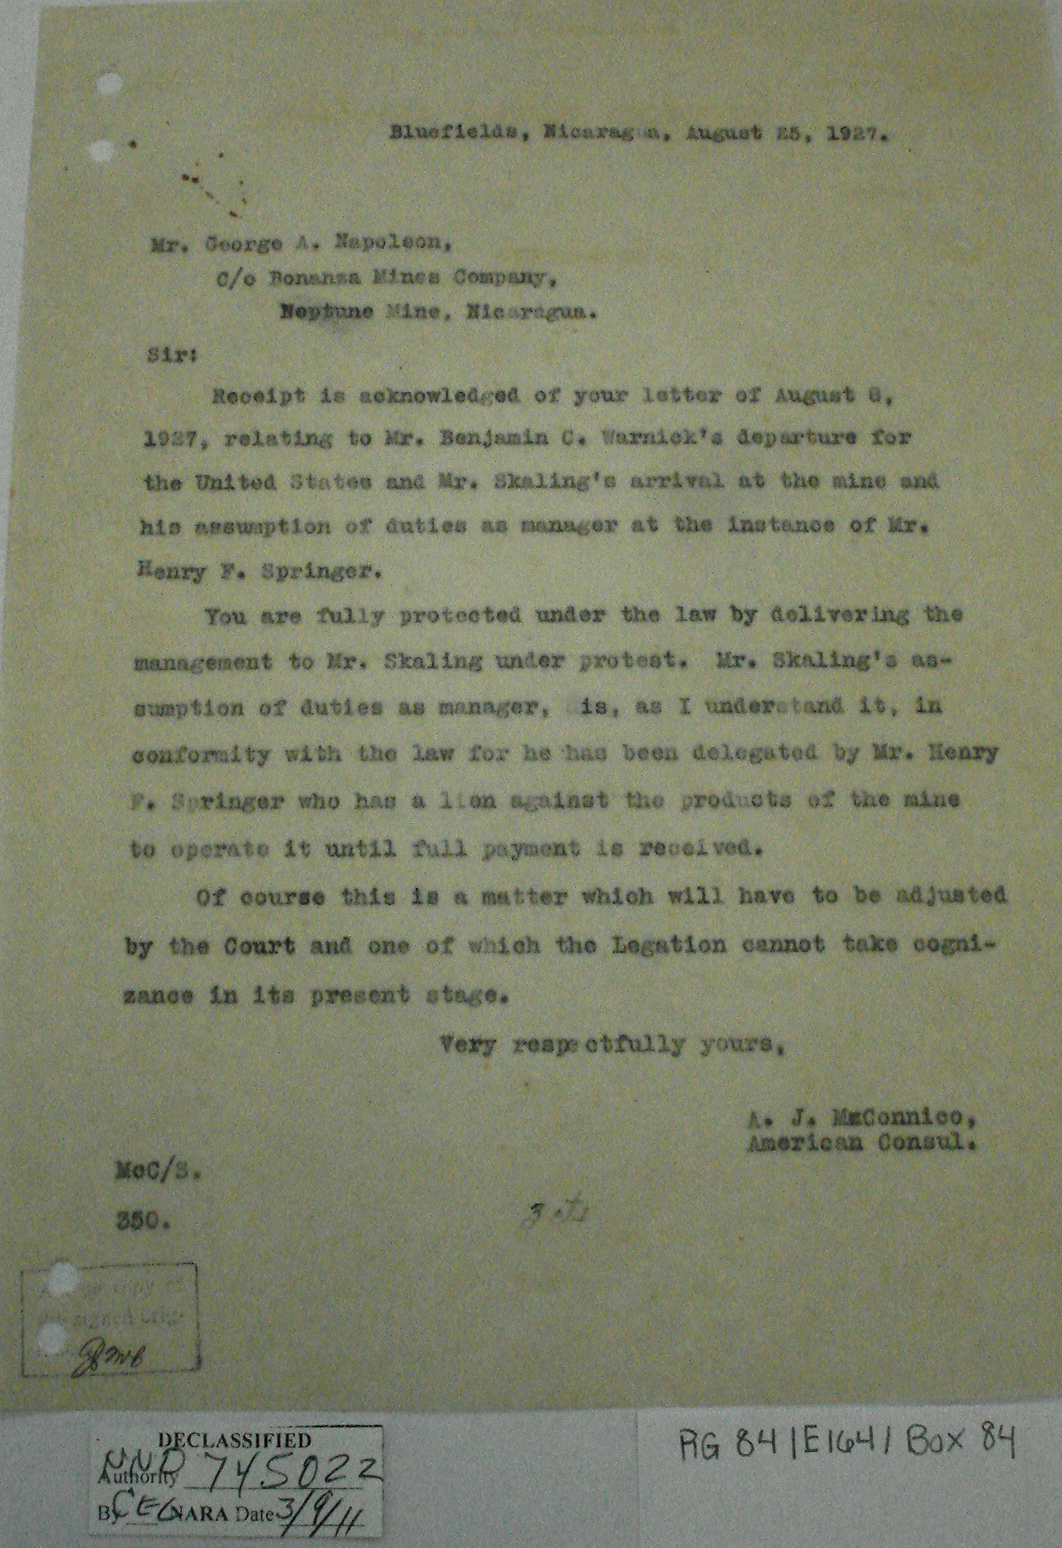 Bluefields, Nicaragua, August 25, 1927.
Mr. George A. Napoleon,
C/o Bonanza Mines Company,
Neptune Mine, Nicaragua.
Sir:
Receipt is acknowledged of your letter of August 6,
1927, relating to Mr. Benjamin C. Warnick's departure for
the United States and Mr. Skaling's arrival at the mine and
his assumption of duties as manager at the instance of Mr.
Henry F. Springer.
You are fully protected under the law by delivering the
management to Mr. Skaling under protest. Mr. Skaling's as-
sumption of duties as manager, is, as I understand it, in
conformity with the law for he has been delegated by Mr. Henry
F. Springer who has a lien against the products of the mine
to operate it until full payment is received.
Of course this is a matter which will have to be adjusted
by the Court and one of which the Legation cannot take cogni-
zance in its present stage.
Very respectfully yours,
A. J. McConnico,
American Consul.
McC/S.
350.
copy of
signed orig-
DECLASSIFIED
Authority NND 745022
By CEC NARA Date 3/9/11
RG 84 | E164 | Box 84